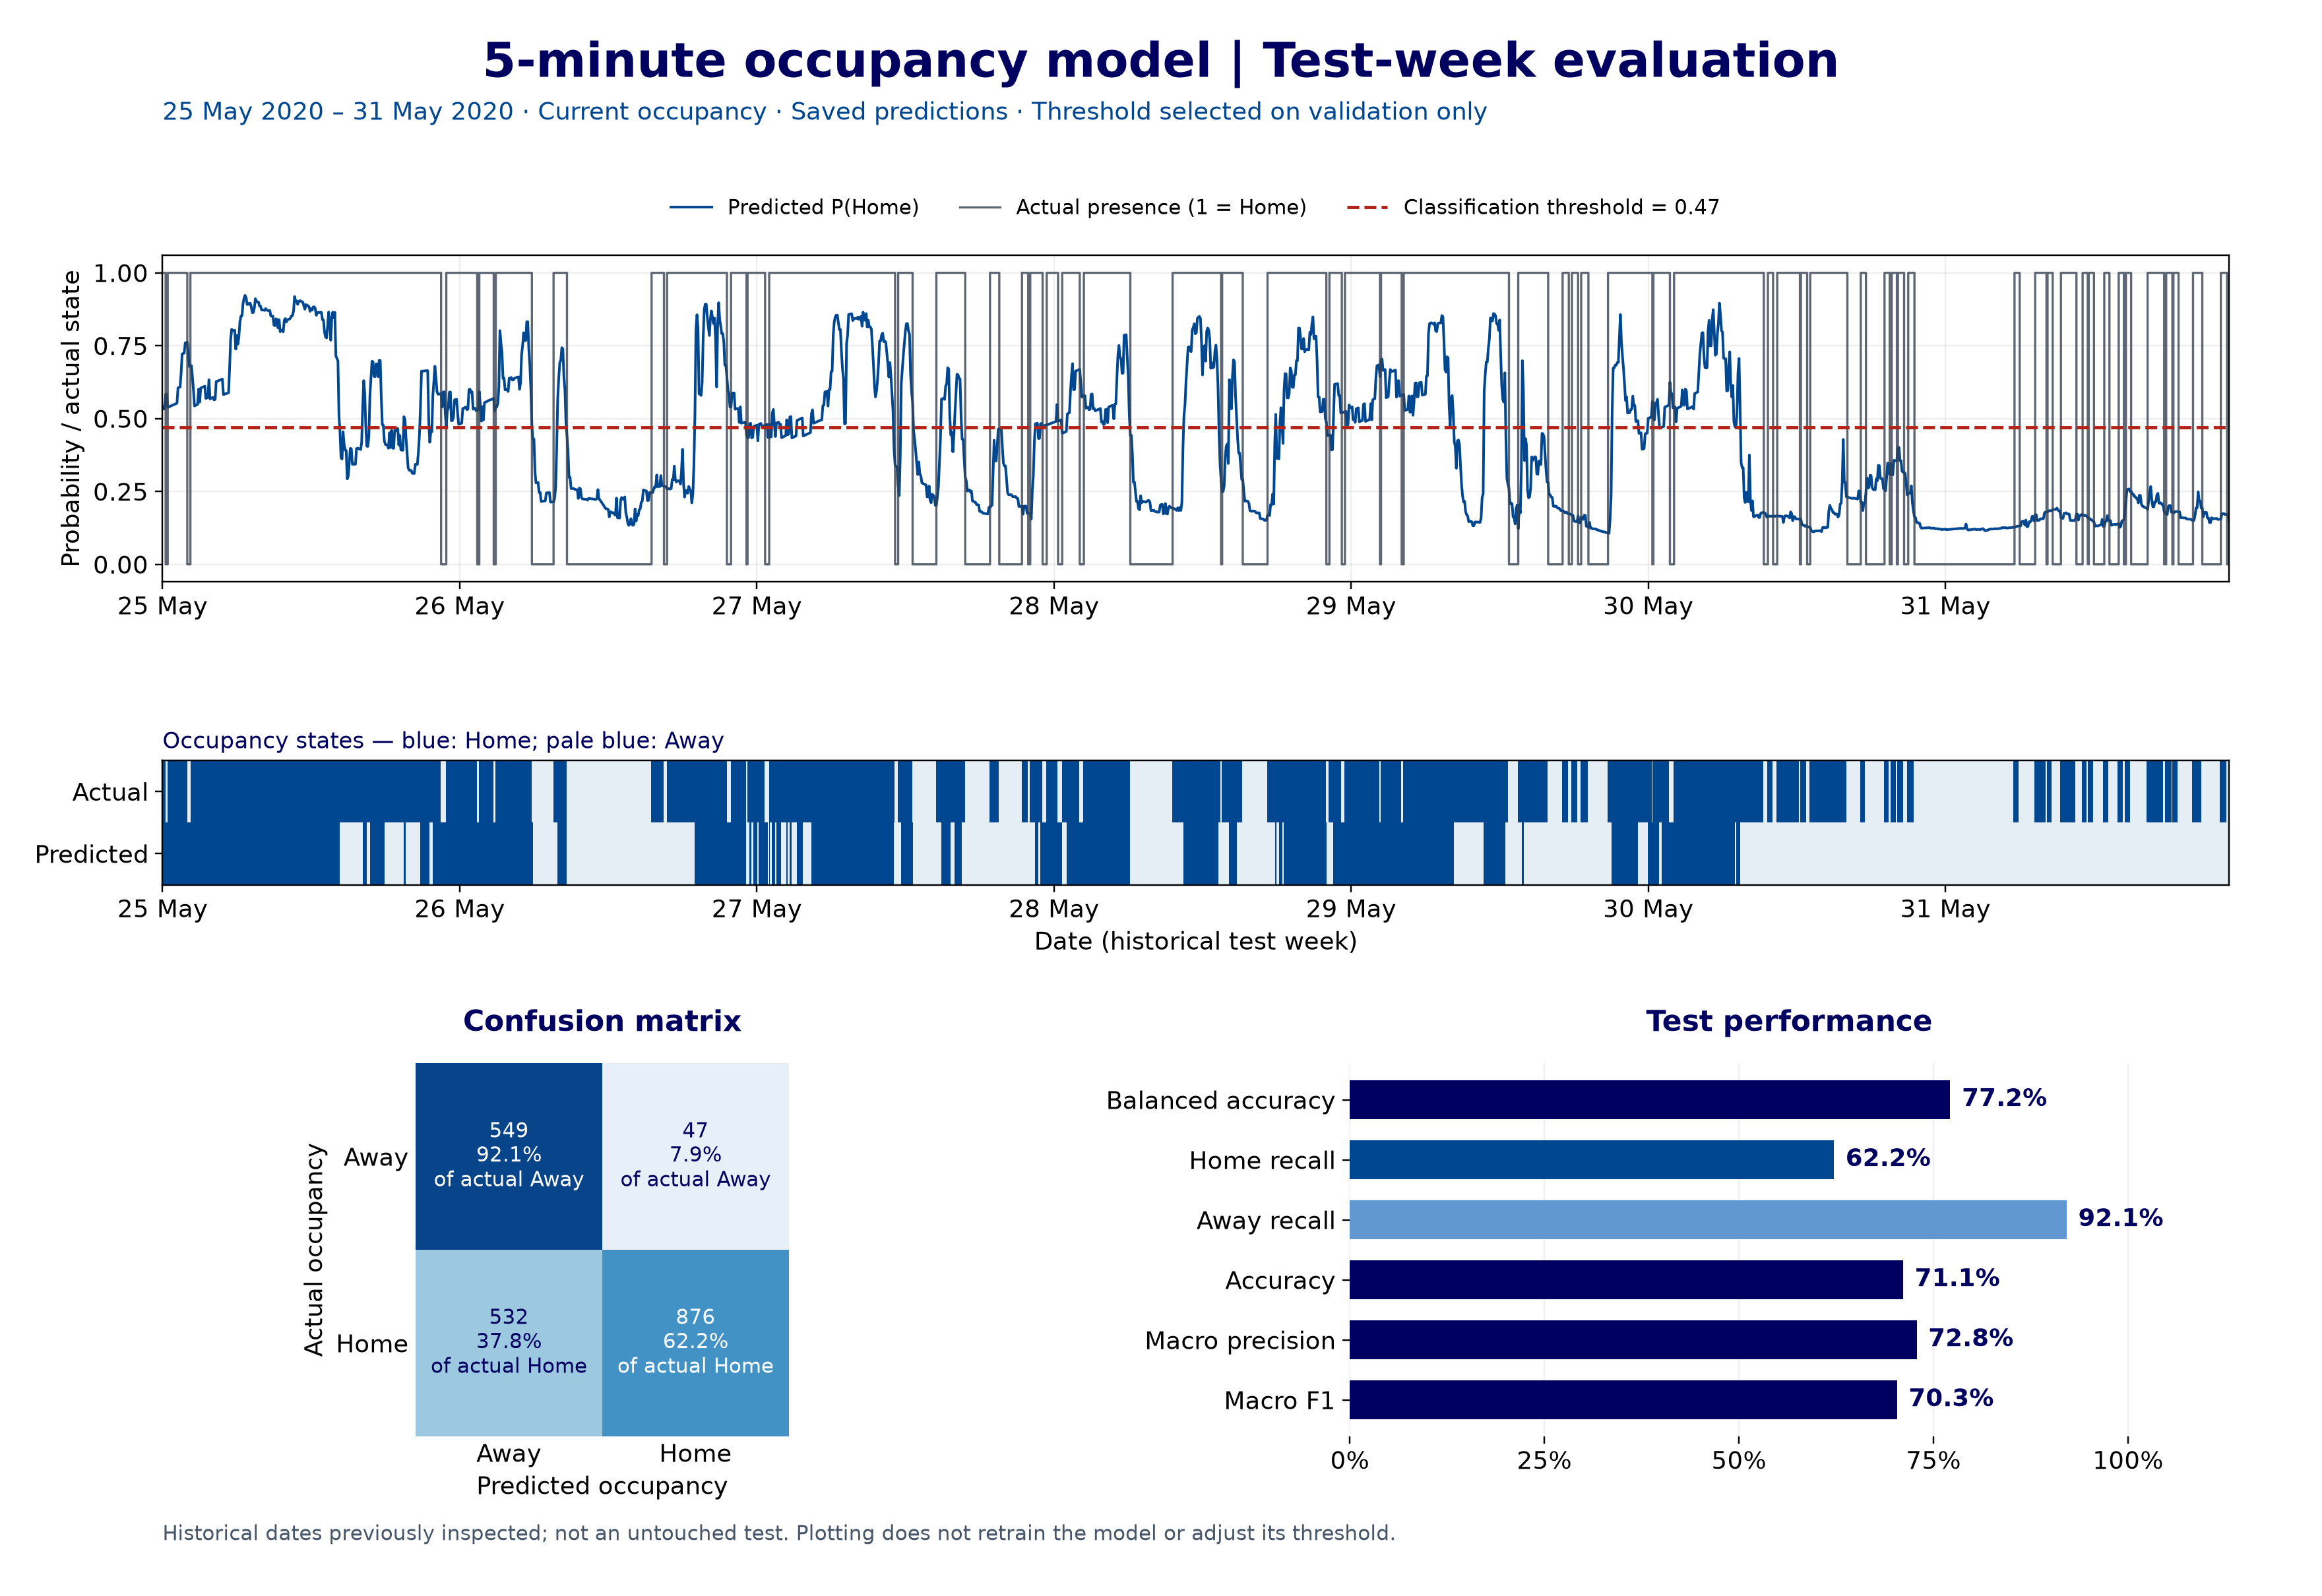 5-minute occupancy model | Test-week evaluation
25 May 2020 – 31 May 2020 · Current occupancy · Saved predictions · Threshold selected on validation only
Predicted P(Home)
Actual presence (1 = Home)
Classification threshold = 0.47
Probability / actual state
1.00
0.75
0.50
0.25
0.00
25 May
26 May
27 May
28 May
29 May
30 May
31 May
Occupancy states — blue: Home; pale blue: Away
Actual
Predicted
25 May
26 May
27 May
28 May
29 May
30 May
31 May
Date (historical test week)
Confusion matrix
Actual occupancy
Away
549
92.1%
of actual Away
47
7.9%
of actual Away
Home
532
37.8%
of actual Home
876
62.2%
of actual Home
Away
Home
Predicted occupancy
Test performance
Balanced accuracy
77.2%
Home recall
62.2%
Away recall
92.1%
Accuracy
71.1%
Macro precision
72.8%
Macro F1
70.3%
0%
25%
50%
75%
100%
Historical dates previously inspected; not an untouched test. Plotting does not retrain the model or adjust its threshold.